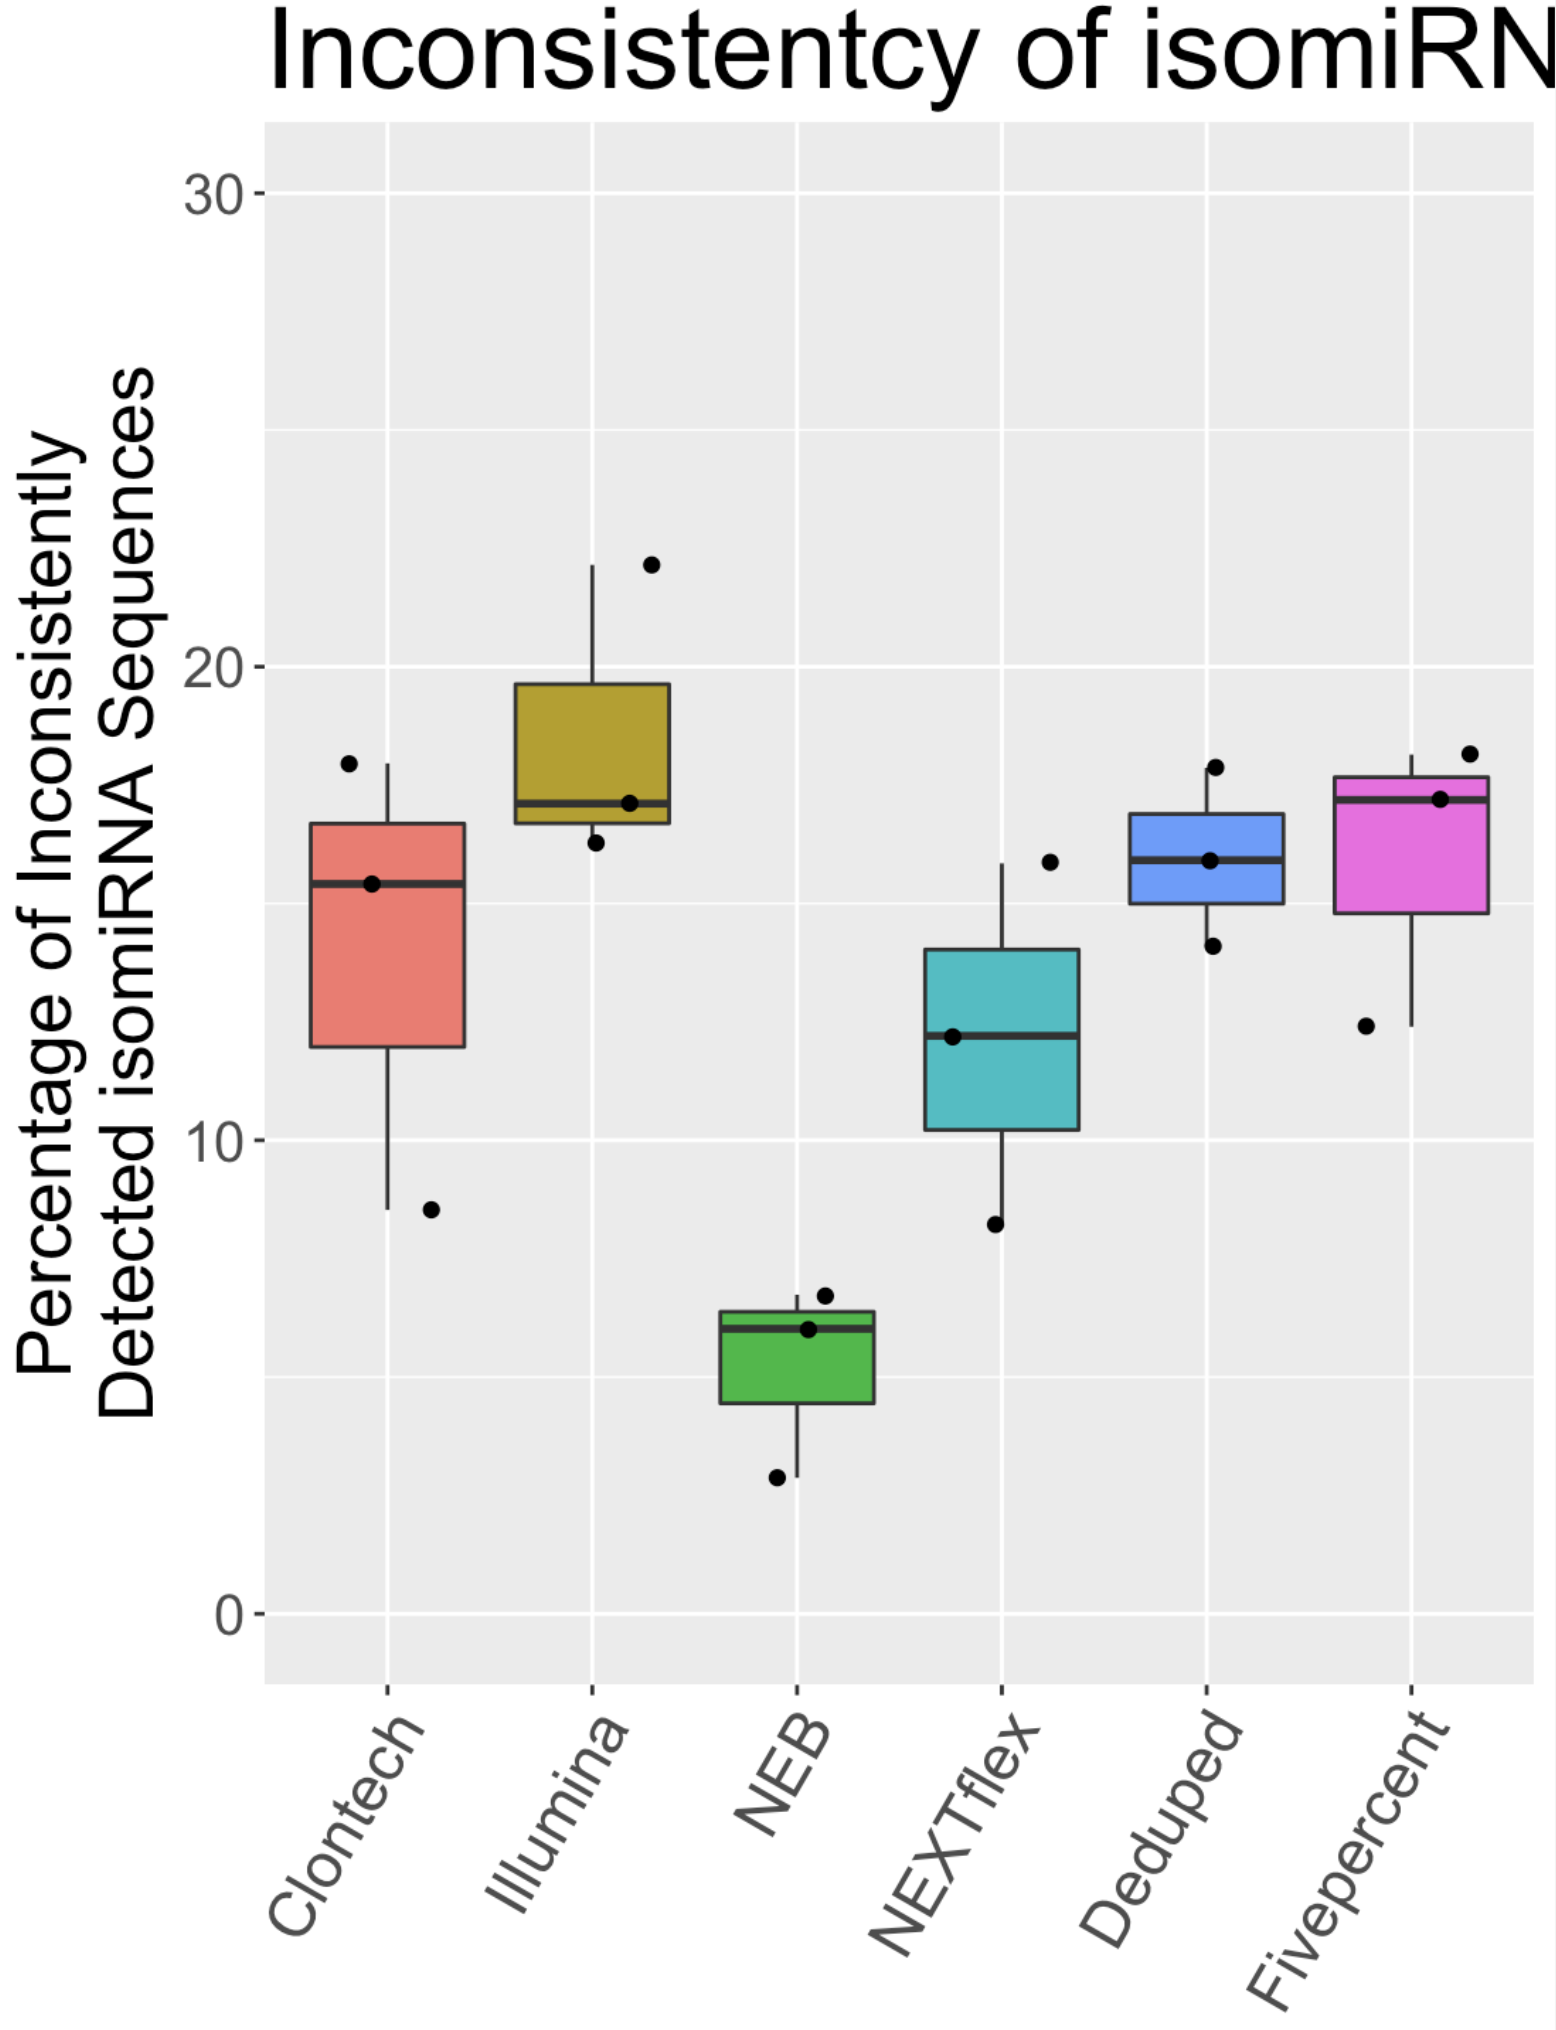 Inconsistentcy of isomiRN
Percentage of Inconsistently
Detected isomiRNA Sequences
30
20
10
0
Clontech
Illumina
NEB
NEXTflex
Deduped
Fivepercent